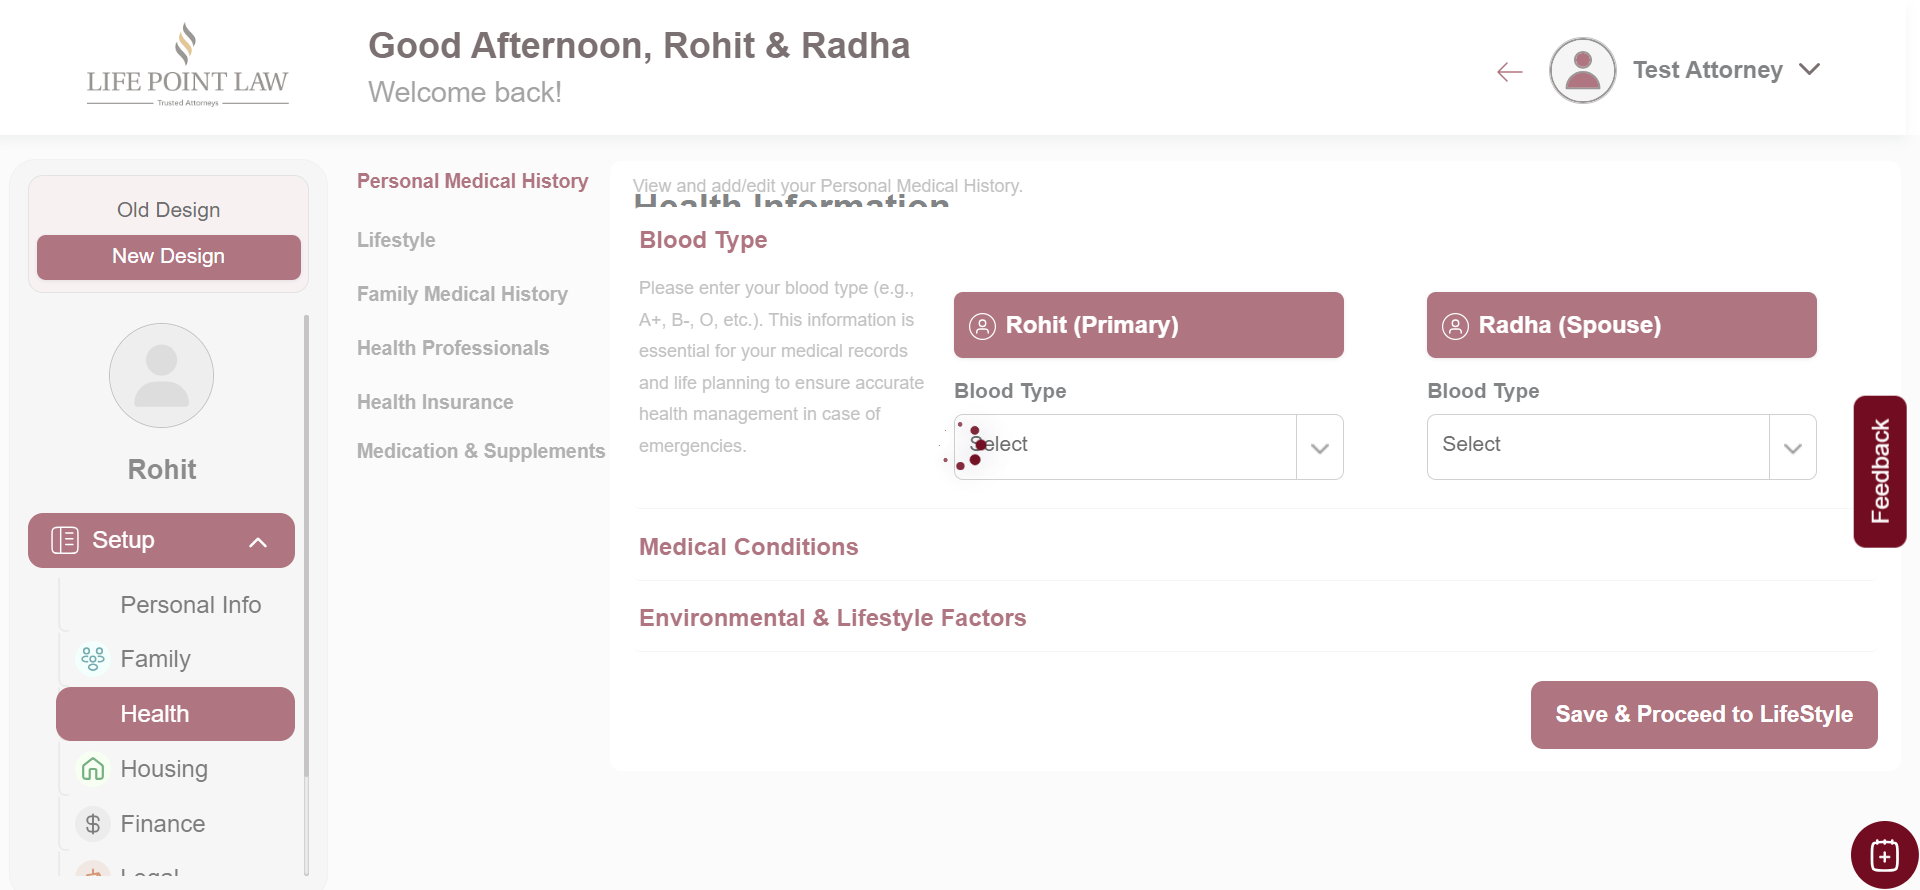 LIFE POINT LAW
Trusted Attorneys
Good Afternoon, Rohit & Radha
Welcome back!
Test Attorney
Old Design
New Design
Rohit
Setup
Personal Info
Family
Health
Housing
Finance
Legal
Personal Medical History
Lifestyle
Family Medical History
Health Professionals
Health Insurance
Medication & Supplements
View and add/edit your Personal Medical History.
Health Information
Blood Type
Please enter your blood type (e.g.,
A+, B-, O, etc.). This information is
essential for your medical records
and life planning to ensure accurate
health management in case of
emergencies.
Rohit (Primary)
Blood Type
Select
Radha (Spouse)
Blood Type
Select
Medical Conditions
Environmental & Lifestyle Factors
Save & Proceed to LifeStyle
Feedback